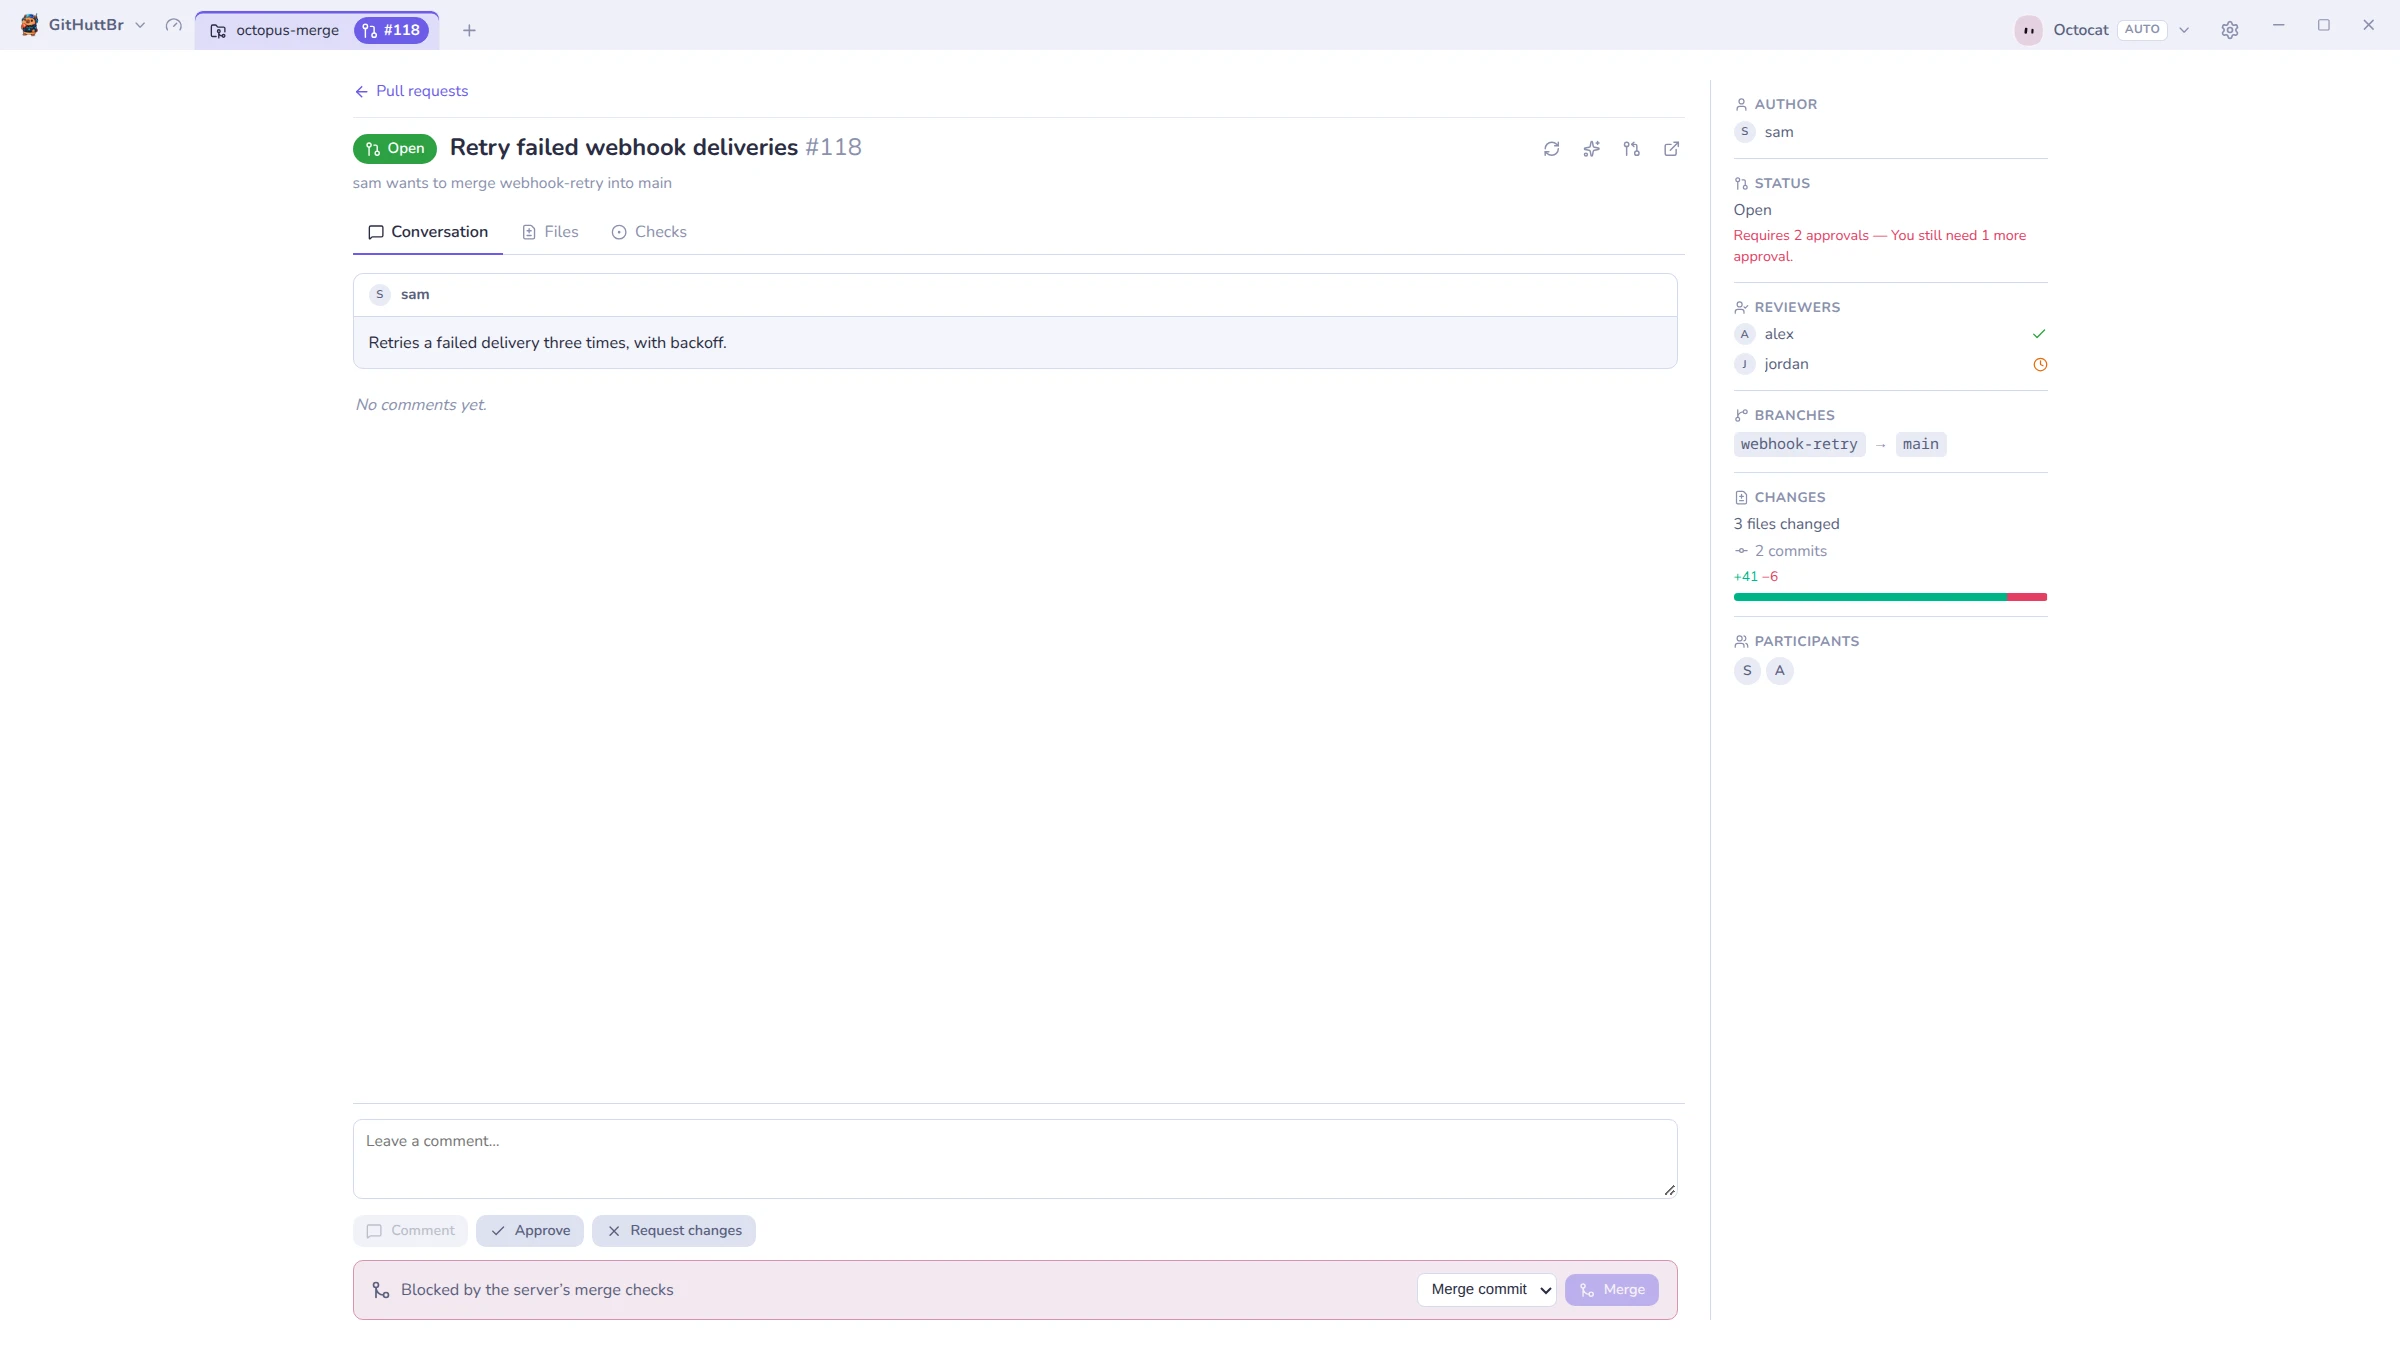 GitHuttBr
octopus-merge
#118
Octocat
AUTO
Pull requests
Open
Retry failed webhook deliveries #118
sam wants to merge webhook-retry into main
Conversation
Files
Checks
S
sam
Retries a failed delivery three times, with backoff.
No comments yet.
Leave a comment...
Comment
Approve
Request changes
Blocked by the server’s merge checks
Merge commit
Merge
AUTHOR
S
sam
STATUS
Open
Requires 2 approvals — You still need 1 more
approval.
REVIEWERS
A
alex
J
jordan
BRANCHES
webhook-retry → main
CHANGES
3 files changed
2 commits
+41 −6
PARTICIPANTS
S
A